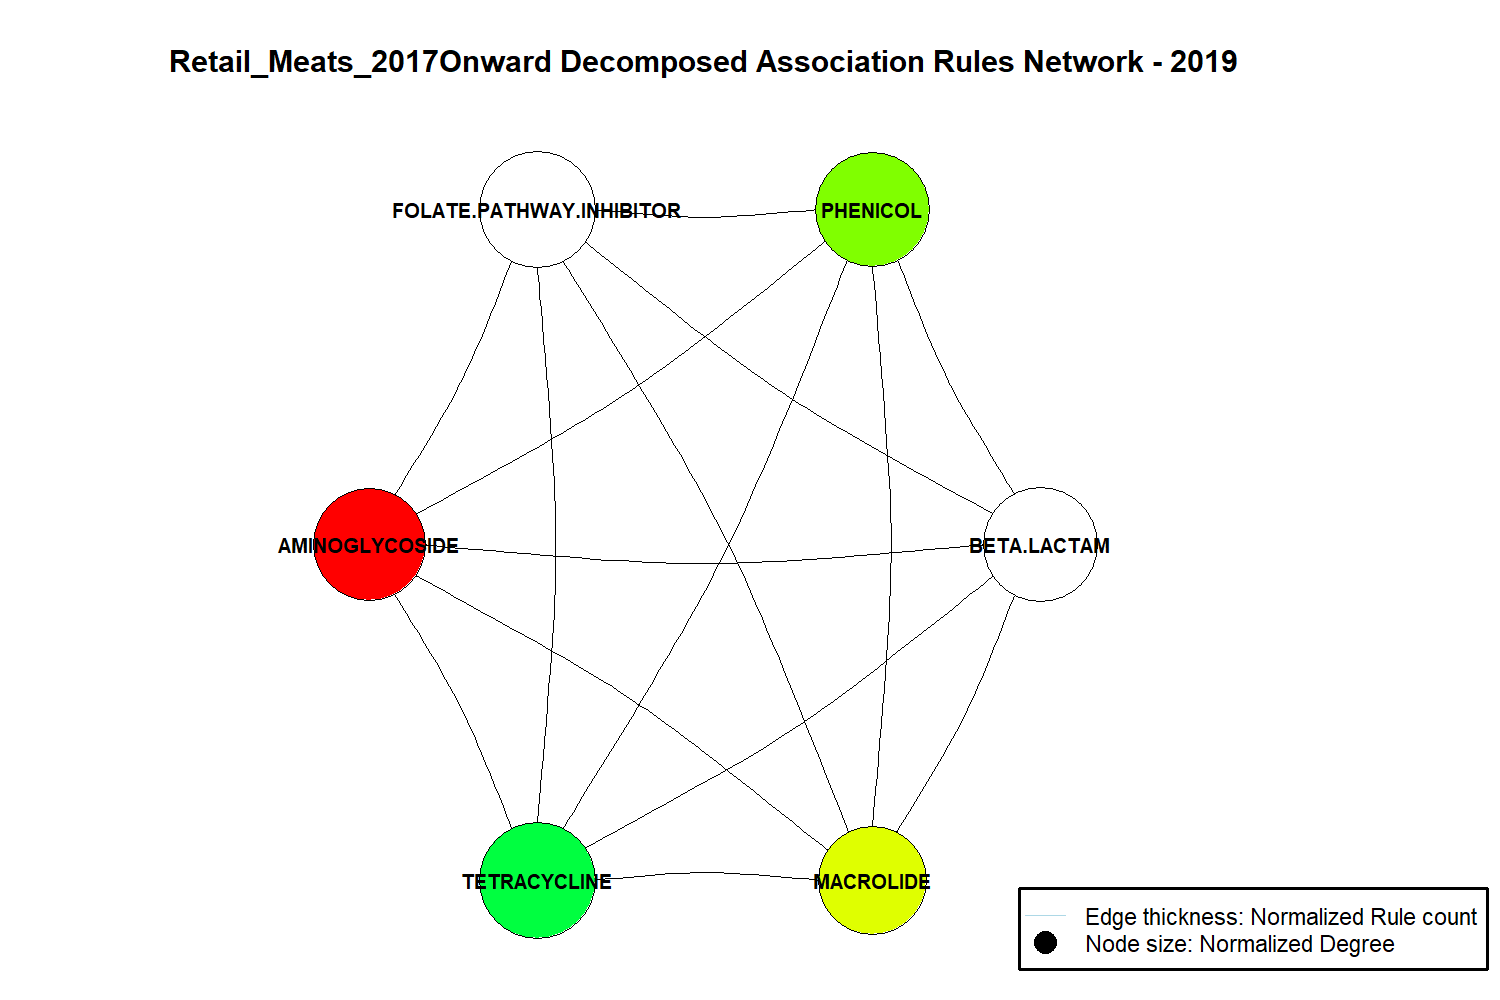 Retail_Meats_2017Onward Decomposed Association Rules Network - 2019
FOLATE.PATHWAY.INHIBITOR
PHENICOL
AMINOGLYCOSIDE
BETA.LACTAM
TETRACYCLINE
MACROLIDE
Edge thickness: Normalized Rule count
Node size: Normalized Degree